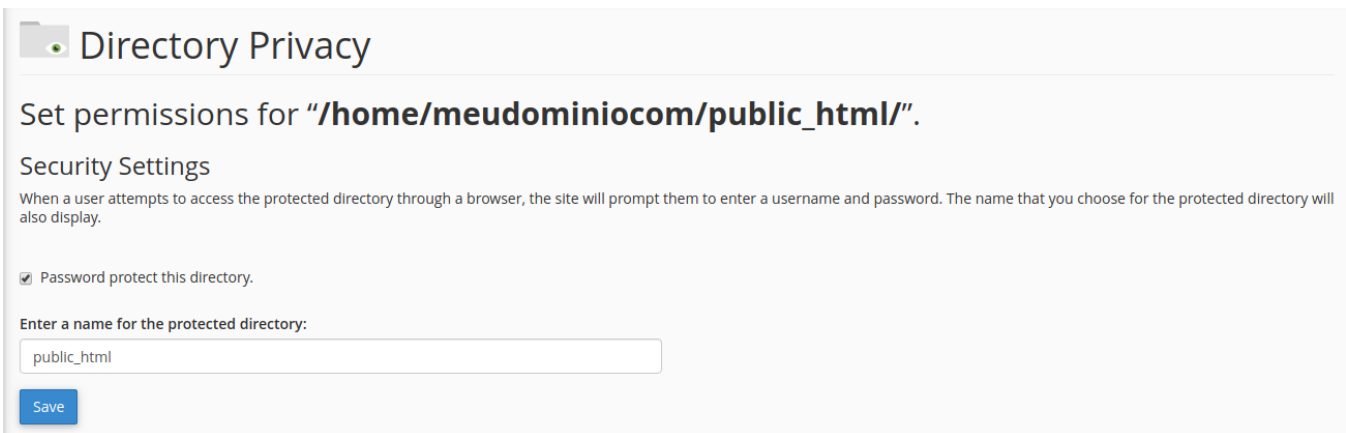 Directory Privacy
Set permissions for “/home/meudominiocom/public_html/”.
Security Settings
When a user attempts to access the protected directory through a browser, the site will prompt them to enter a username and password. The name that you choose for the protected directory will
also display.
Password protect this directory.
Enter a name for the protected directory:
public_html
Save